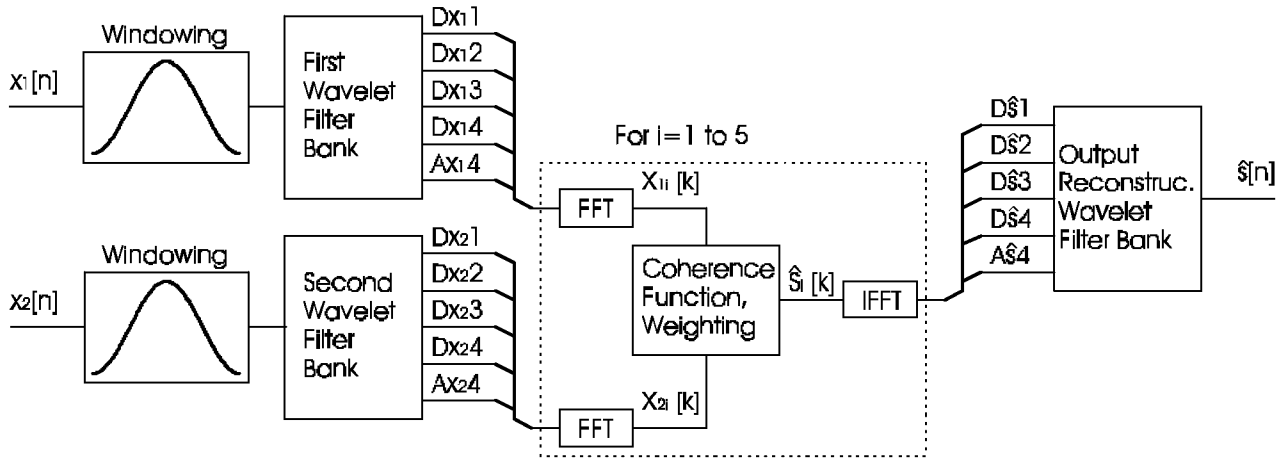 Windowing
x1[n]
First
Wavelet
Filter
Bank
Dx11
Dx12
Dx13
Dx14
Ax14
Windowing
x2[n]
Second
Wavelet
Filter
Bank
Dx21
Dx22
Dx23
Dx24
Ax24
For i=1 to 5
FFT
X1i [k]
Coherence
Function,
Weighting
FFT
X2i [k]
Ŝi [k]
IFFT
Dŝ1
Dŝ2
Dŝ3
Dŝ4
Aŝ4
Output
Reconstruc.
Wavelet
Filter Bank
ŝ[n]